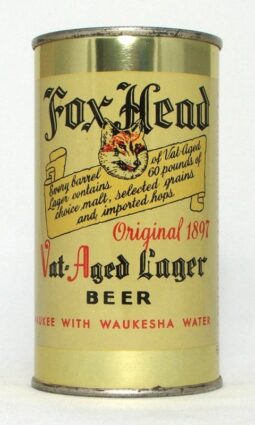 Fox Head
Every barrel of Vat-Aged
Lager contains 60 pounds of
choice malt, selected grains
and imported hops.
Original 1897
Vat-Aged Lager
BEER
UKEE WITH WAUKESHA WATER